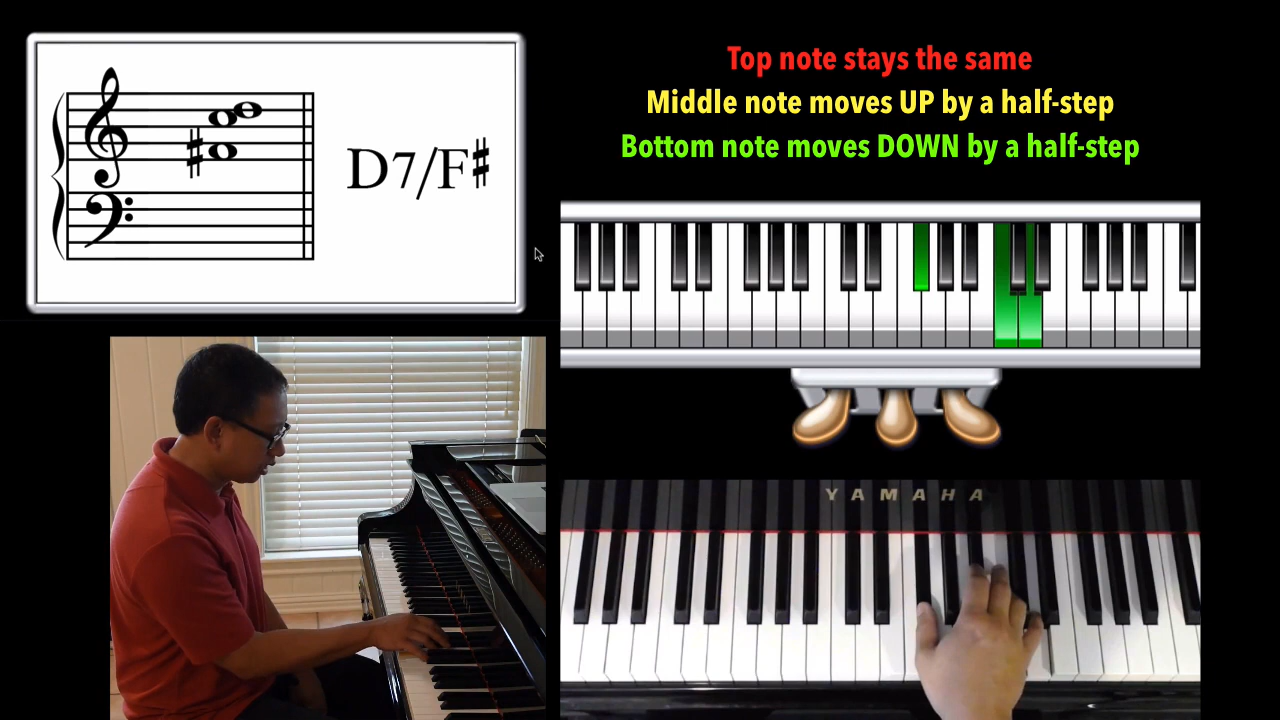 D7/F♯
Top note stays the same
Middle note moves UP by a half-step
Bottom note moves DOWN by a half-step
YAMAHA